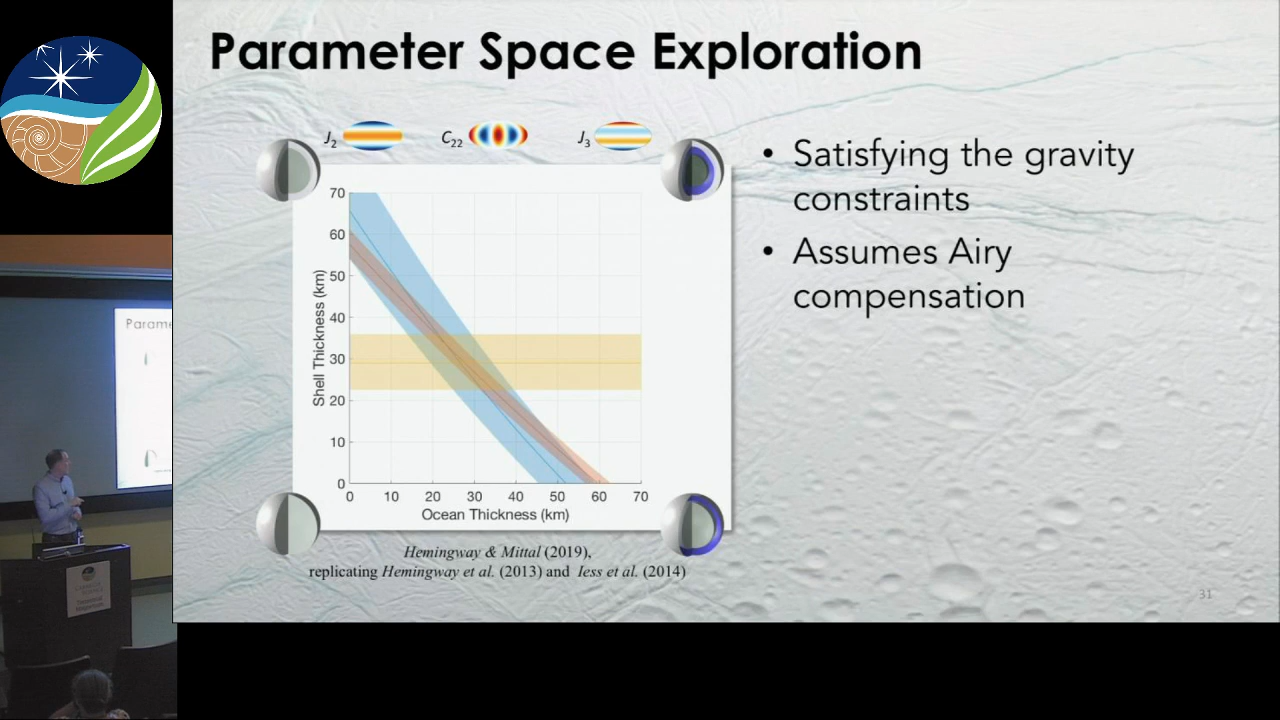 Parameter Space Exploration
J2
C22
J3
70
60
50
40
30
20
10
0
Shell Thickness (km)
0 10 20 30 40 50 60 70
Ocean Thickness (km)
Hemingway & Mittal (2019),
replicating Hemingway et al. (2013) and Iess et al. (2014)
• Satisfying the gravity
constraints
• Assumes Airy
compensation
31
Parame